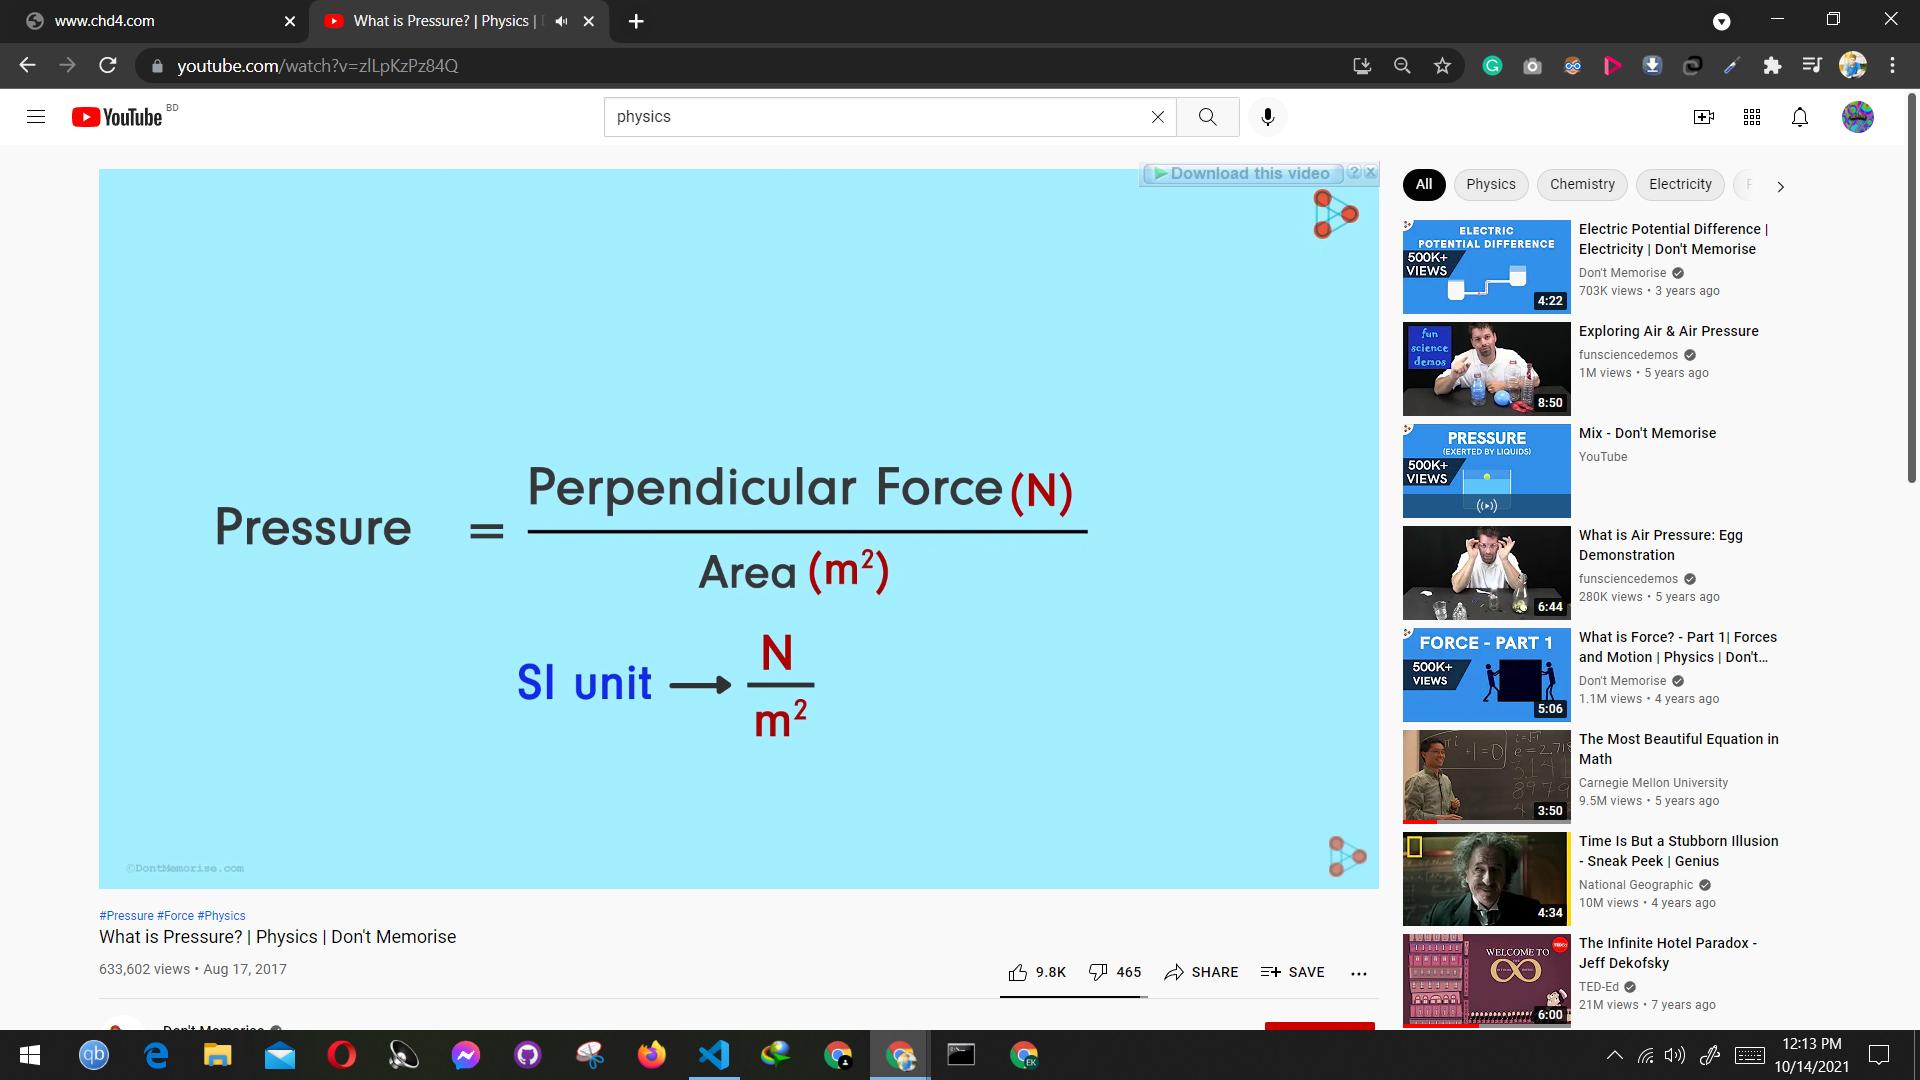 www.chd4.com
What is Pressure? | Physics |
youtube.com/watch?v=zlLpKzPz84Q
YouTube BD
physics
Download this video
Pressure = Perpendicular Force (N)
Area (m²)
SI unit → N
m²
©DontMemorise.com
#Pressure #Force #Physics
What is Pressure? | Physics | Don't Memorise
633,602 views • Aug 17, 2017
9.8K 465 SHARE SAVE
Don't Memorise
All Physics Chemistry Electricity
ELECTRIC
POTENTIAL DIFFERENCE
500K+
VIEWS
4:22
Electric Potential Difference |
Electricity | Don't Memorise
Don't Memorise
703K views • 3 years ago
fun
science
demos
8:50
Exploring Air & Air Pressure
funsciencedemos
1M views • 5 years ago
PRESSURE
(EXERTED BY LIQUIDS)
500K+
VIEWS
Mix - Don't Memorise
YouTube
6:44
What is Air Pressure: Egg
Demonstration
funsciencedemos
280K views • 5 years ago
FORCE - PART 1
500K+
VIEWS
5:06
What is Force? - Part 1| Forces
and Motion | Physics | Don't...
Don't Memorise
1.1M views • 4 years ago
3:50
The Most Beautiful Equation in
Math
Carnegie Mellon University
9.5M views • 5 years ago
4:34
Time Is But a Stubborn Illusion
- Sneak Peek | Genius
National Geographic
10M views • 4 years ago
WELCOME TO
∞
6:00
The Infinite Hotel Paradox -
Jeff Dekofsky
TED-Ed
21M views • 7 years ago
qb
EK
12:13 PM
10/14/2021